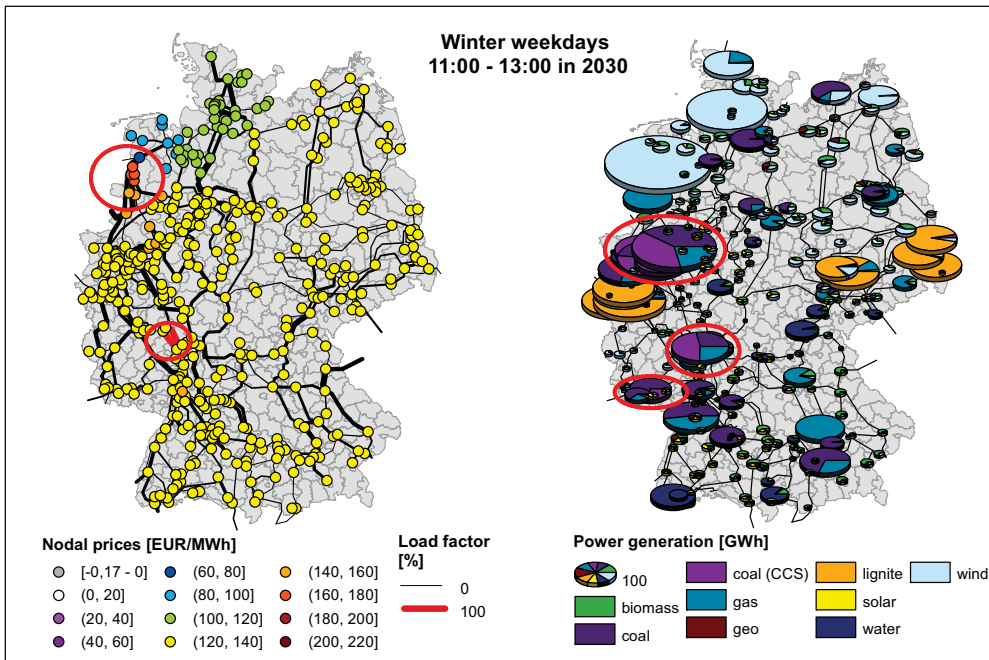 Winter weekdays
11:00 - 13:00 in 2030
Nodal prices [EUR/MWh]
[-0,17 - 0]
(0, 20]
(20, 40]
(40, 60]
(60, 80]
(80, 100]
(100, 120]
(120, 140]
(140, 160]
(160, 180]
(180, 200]
(200, 220]
Load factor
[%]
0
100
Power generation [GWh]
100
biomass
coal
coal (CCS)
gas
geo
lignite
solar
water
wind